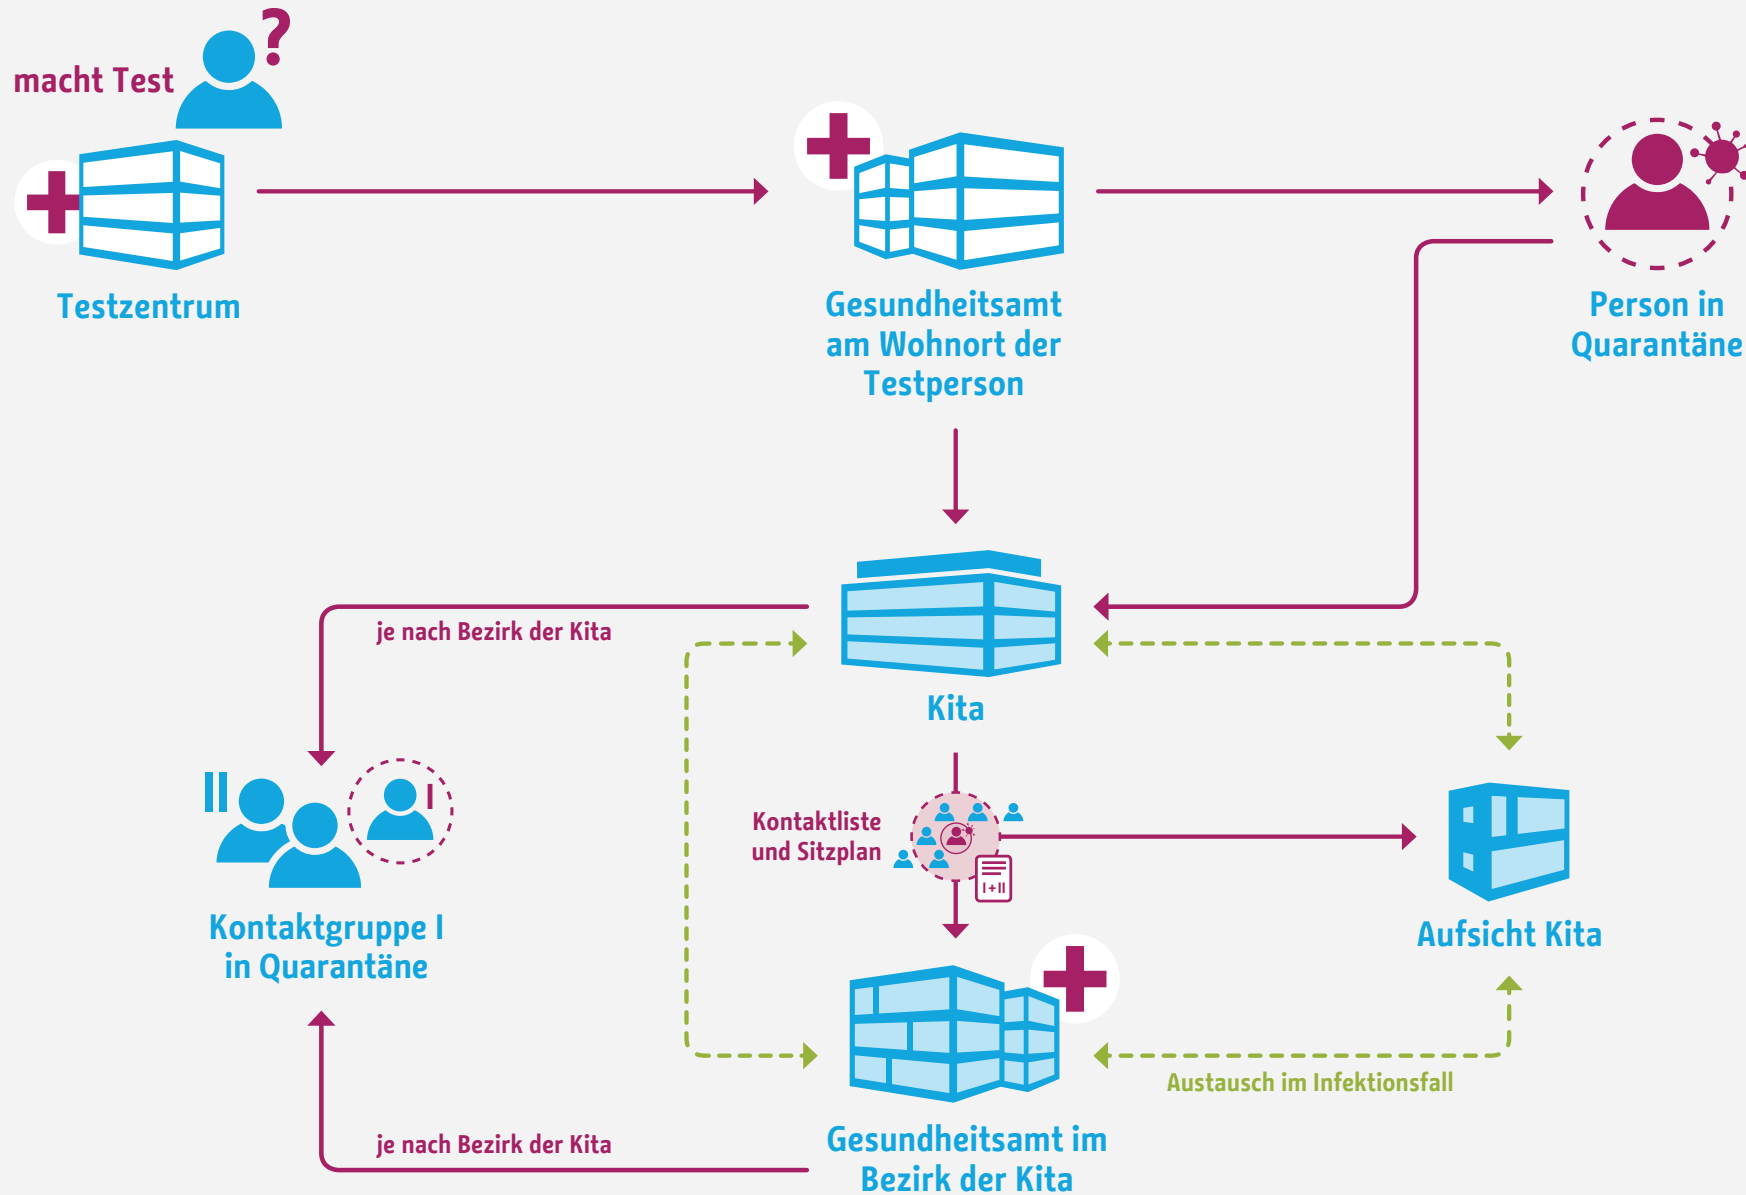 macht Test
?
Testzentrum
Gesundheitsamt
am Wohnort der
Testperson
Person in
Quarantäne
je nach Bezirk der Kita
Kita
II
I
Kontaktliste
und Sitzplan
I+II
Kontaktgruppe I
in Quarantäne
Aufsicht Kita
Austausch im Infektionsfall
je nach Bezirk der Kita
Gesundheitsamt im
Bezirk der Kita